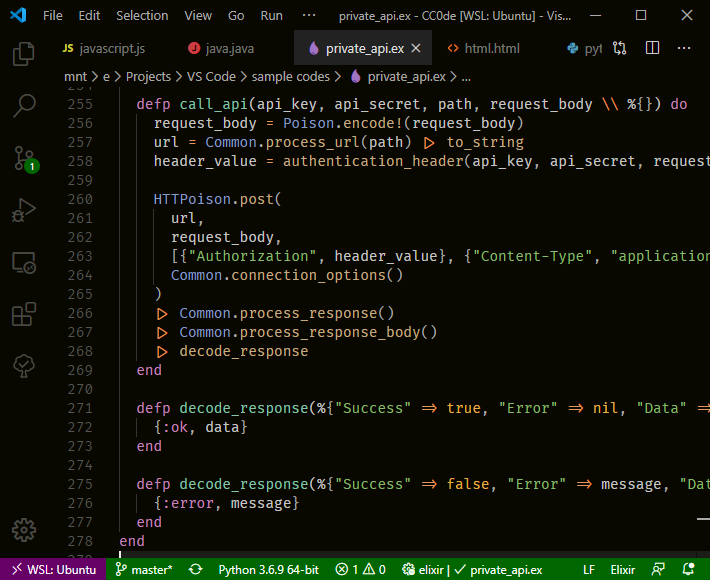 File Edit Selection View Go Run ··· private_api.ex - CC0de [WSL: Ubuntu] - Vis...
javascript.js java.java private_api.ex html.html pyt
mnt > e > Projects > VS Code > sample codes > private_api.ex > ...
255 defp call_api(api_key, api_secret, path, request_body \\ %{}) do
256 request_body = Poison.encode!(request_body)
257 url = Common.process_url(path) |> to_string
258 header_value = authentication_header(api_key, api_secret, request
259
260 HTTPoison.post(
261 url,
262 request_body,
263 [{"Authorization", header_value}, {"Content-Type", "application
264 Common.connection_options()
265 )
266 |> Common.process_response()
267 |> Common.process_response_body()
268 |> decode_response
269 end
270
271 defp decode_response(%{"Success" => true, "Error" => nil, "Data" =>
272 {:ok, data}
273 end
274
275 defp decode_response(%{"Success" => false, "Error" => message, "Dat
276 {:error, message}
277 end
278 end
1
WSL: Ubuntu master* Python 3.6.9 64-bit 1 0 elixir | ✓ private_api.ex LF Elixir